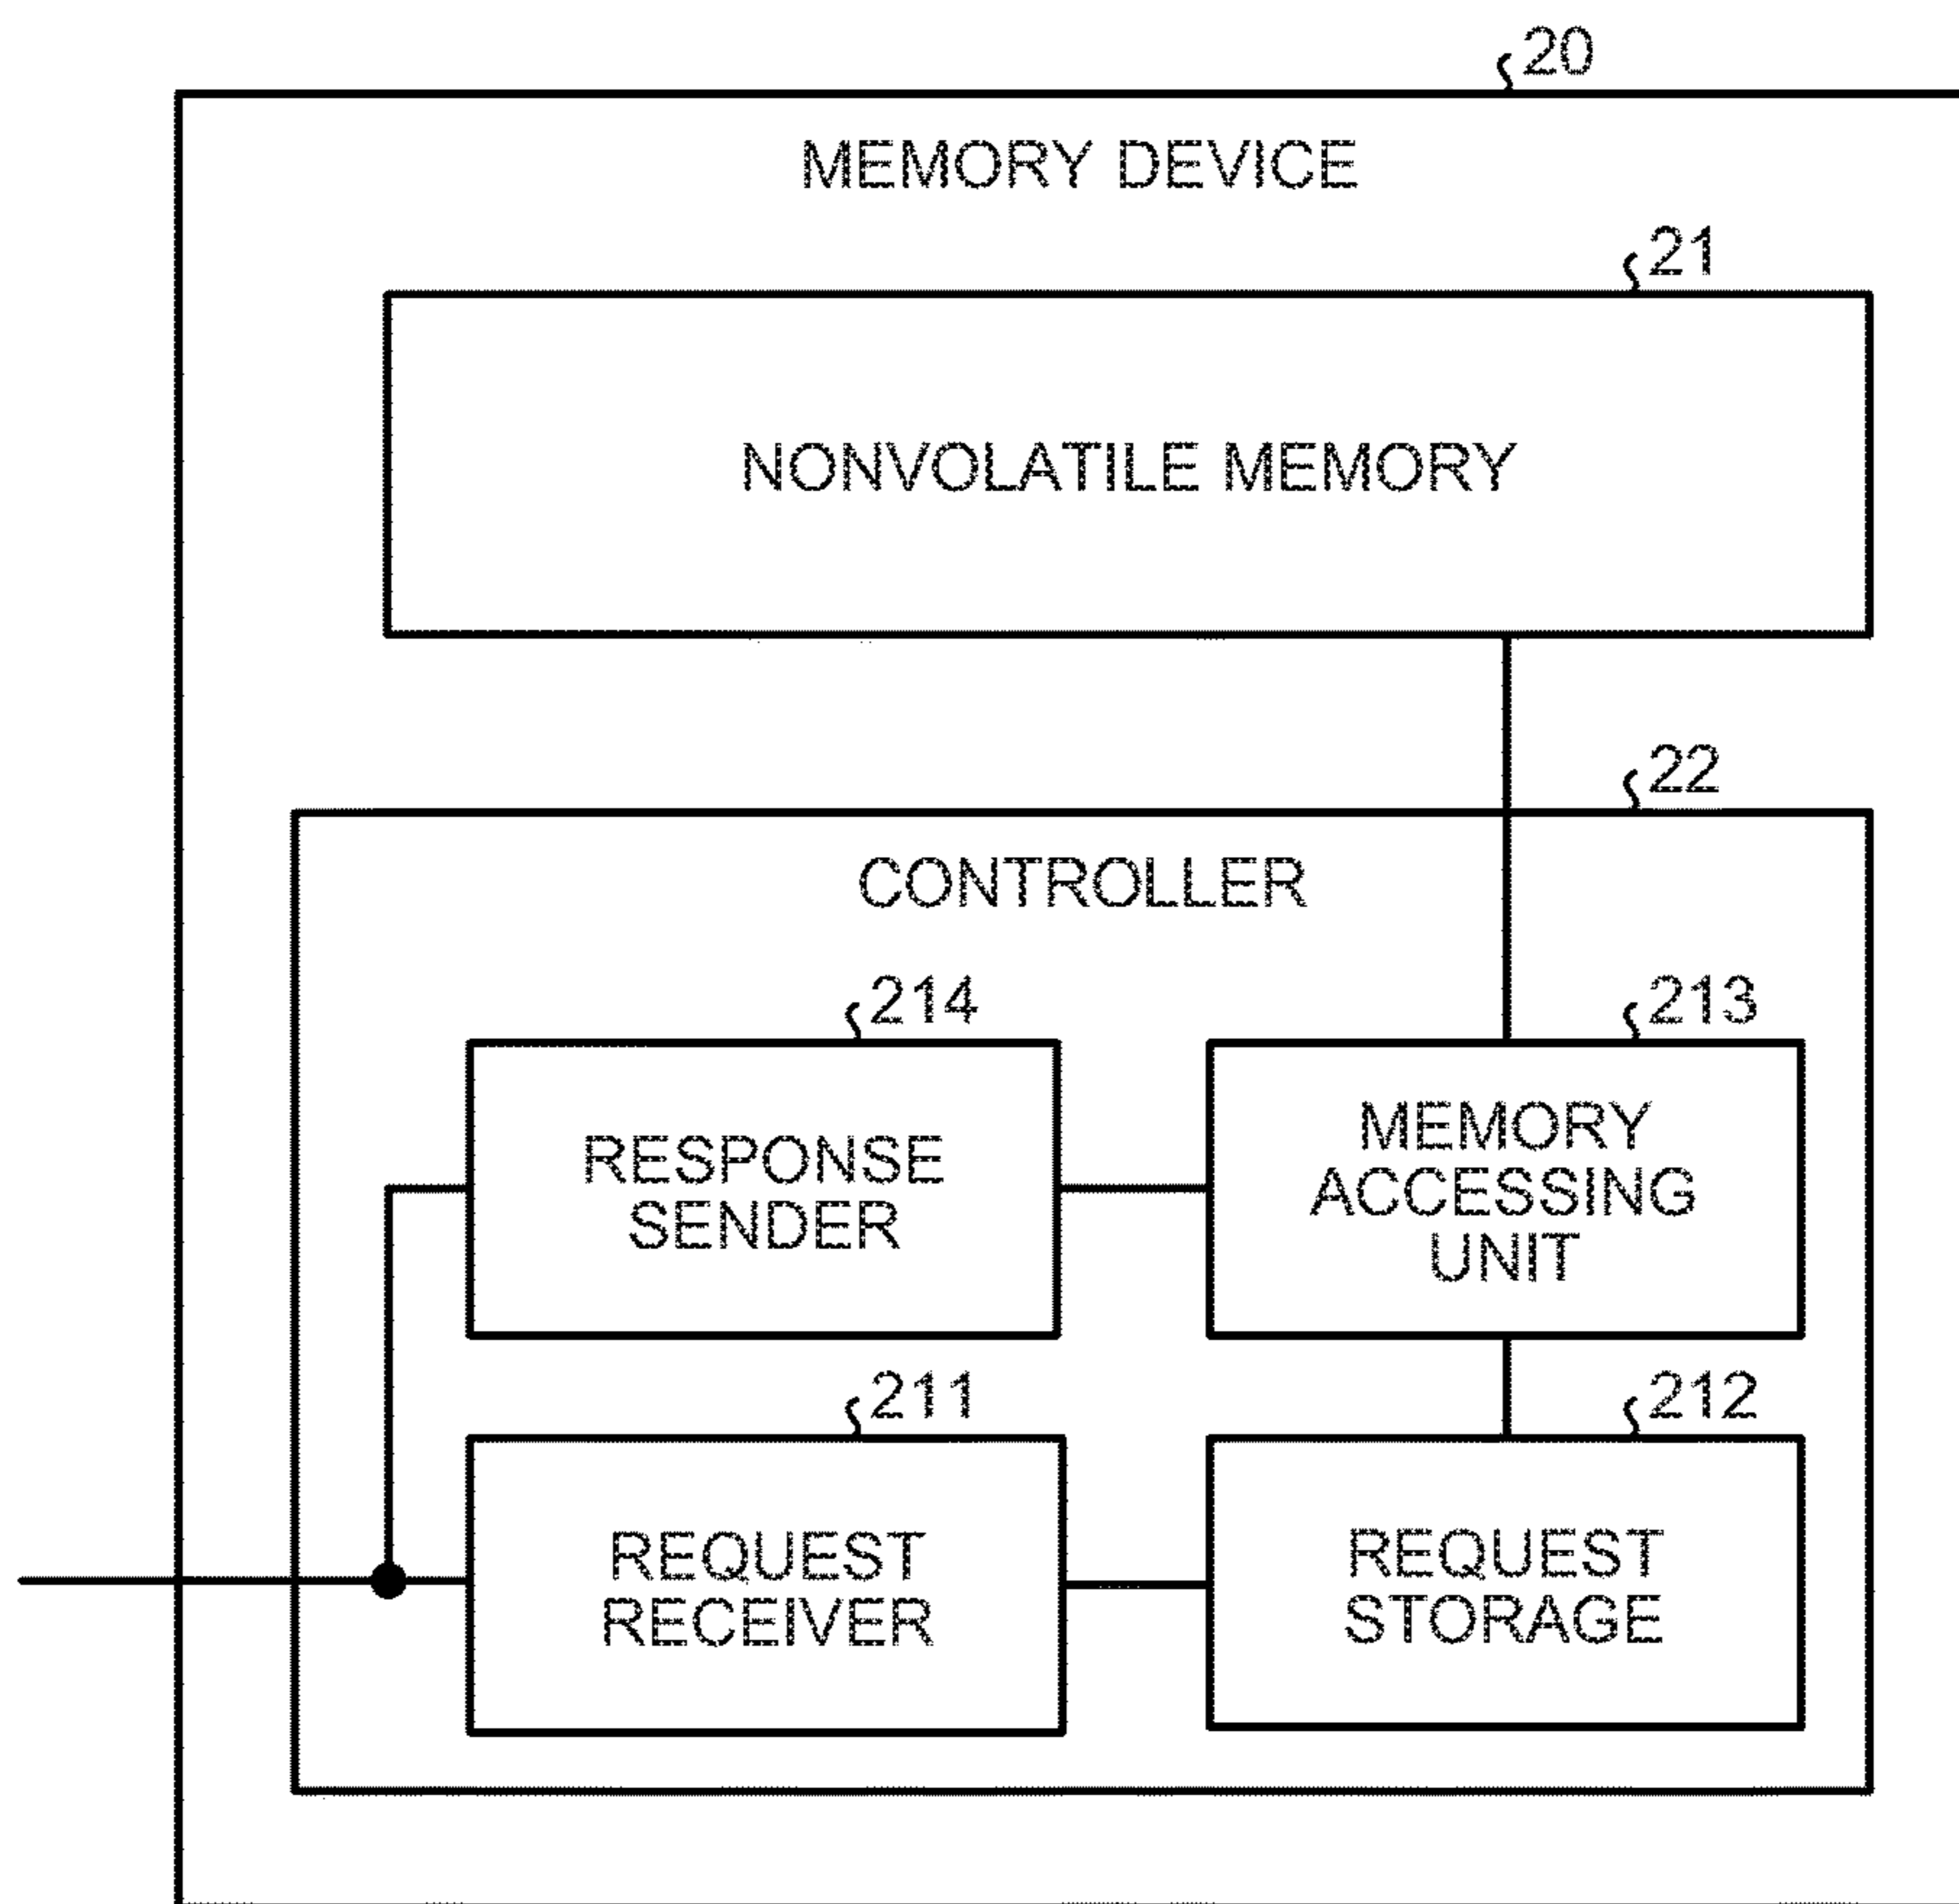 20
MEMORY DEVICE
21
NONVOLATILE MEMORY
22
CONTROLLER
214
RESPONSE
SENDER
213
MEMORY
ACCESSING
UNIT
211
REQUEST
RECEIVER
212
REQUEST
STORAGE